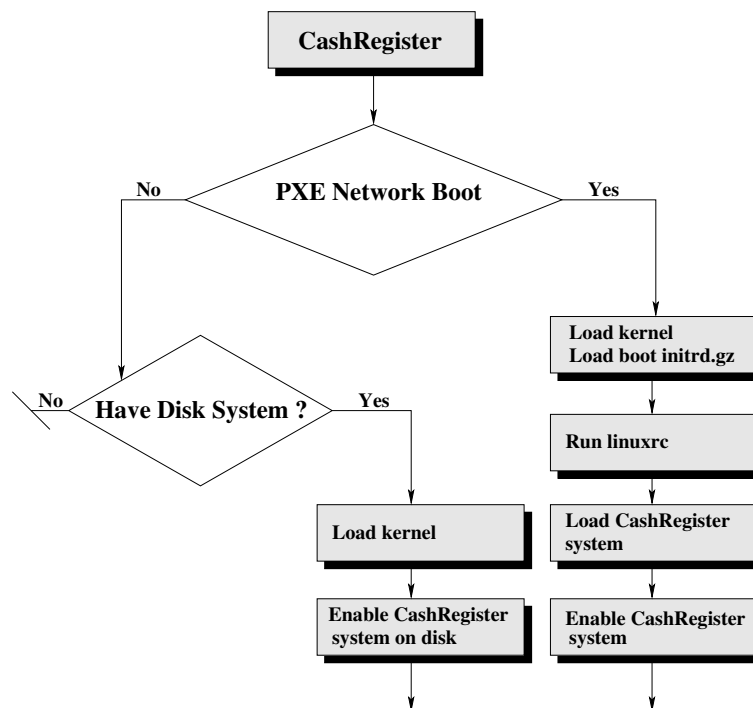 CashRegister
No
PXE Network Boot
Yes
Load kernel
Load boot initrd.gz
No
Have Disk System ?
Yes
Run linuxrc
Load kernel
Load CashRegister
system
Enable CashRegister
system on disk
Enable CashRegister
system